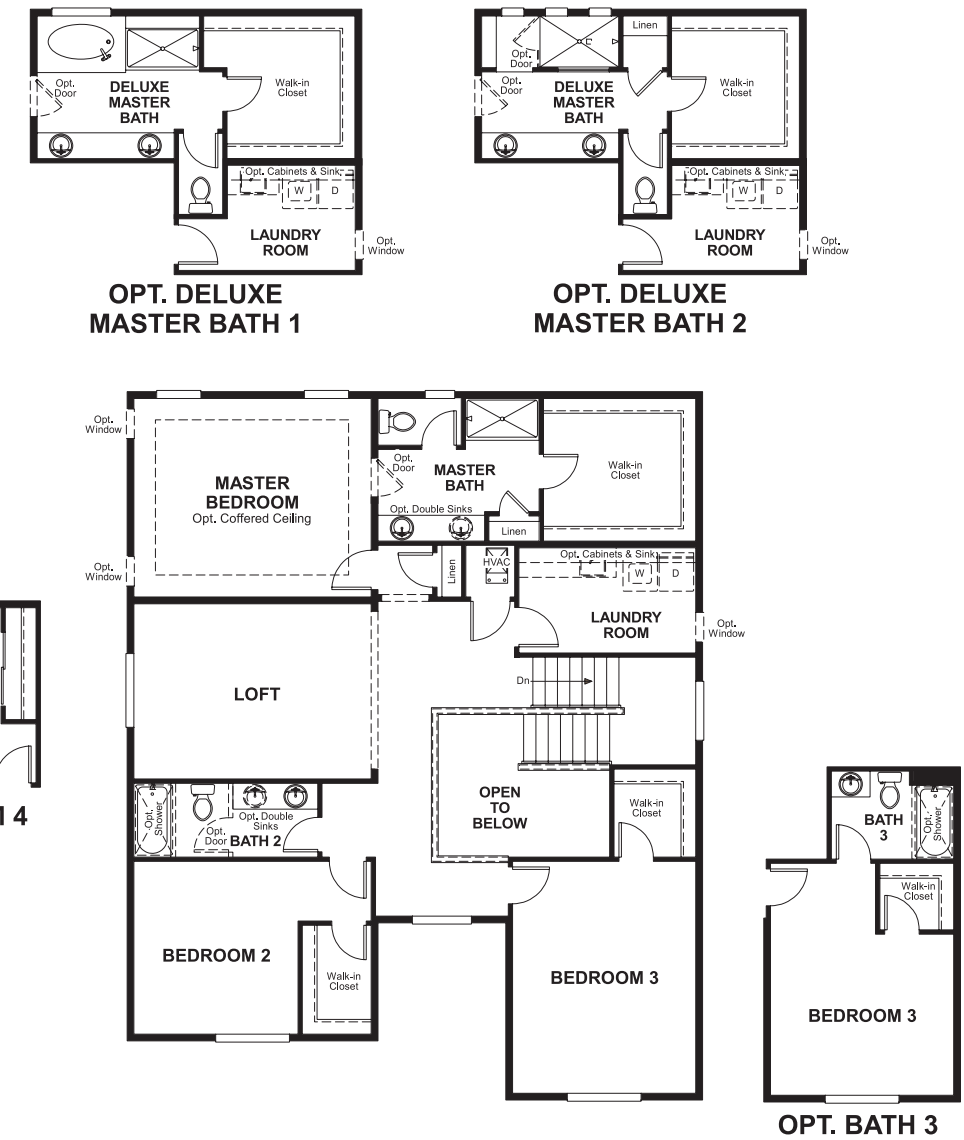 Opt.
Door
DELUXE
MASTER
BATH
Walk-in
Closet
Opt. Cabinets & Sink
W
D
LAUNDRY
ROOM
Opt.
Window
OPT. DELUXE
MASTER BATH 1
Opt.
Door
Linen
Opt.
Door
DELUXE
MASTER
BATH
Walk-in
Closet
Opt. Cabinets & Sink
W
D
LAUNDRY
ROOM
Opt.
Window
OPT. DELUXE
MASTER BATH 2
Opt.
Window
MASTER
BEDROOM
Opt. Coffered Ceiling
Opt.
Window
Opt.
Door
MASTER
BATH
Opt. Double Sinks
Linen
Walk-in
Closet
Linen
HVAC
Opt. Cabinets & Sink
W
D
LAUNDRY
ROOM
Opt.
Window
LOFT
Dn
OPEN
TO
BELOW
Walk-in
Closet
Opt.
Shower
Opt.
Door
Opt. Double
Sinks
BATH 2
BEDROOM 2
Walk-in
Closet
BEDROOM 3
4
BATH
3
Opt.
Shower
Walk-in
Closet
BEDROOM 3
OPT. BATH 3